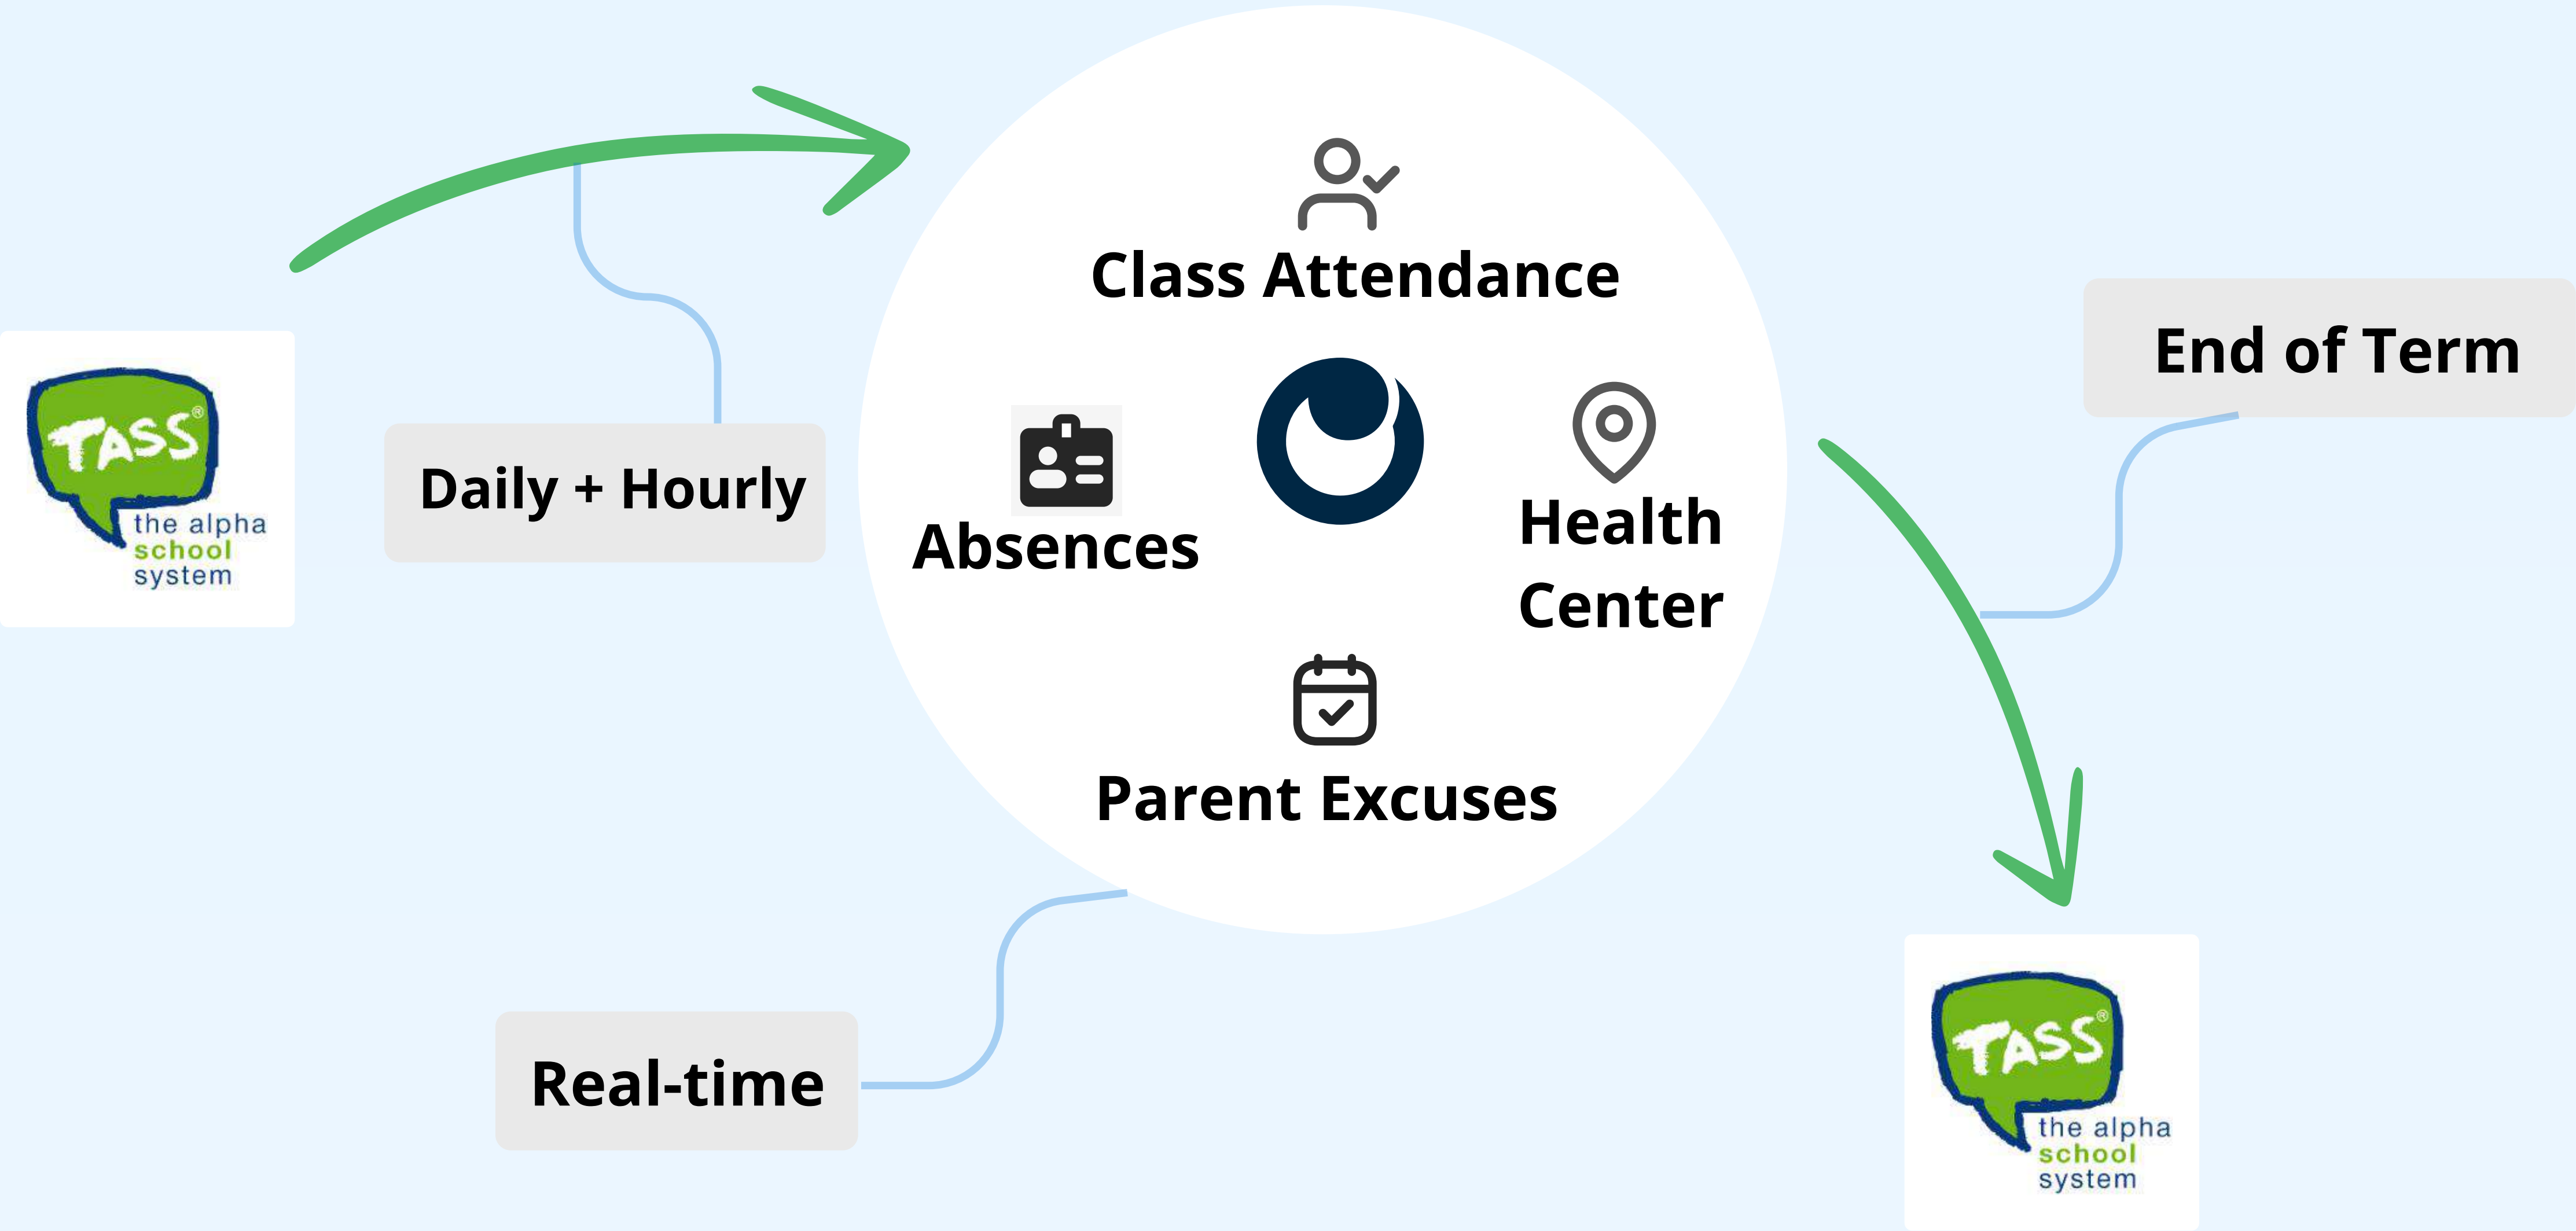 Class Attendance
TASS®
the alpha
school
system
Daily + Hourly
Absences
Health
Center
End of Term
Parent Excuses
Real-time
TASS®
the alpha
school
system